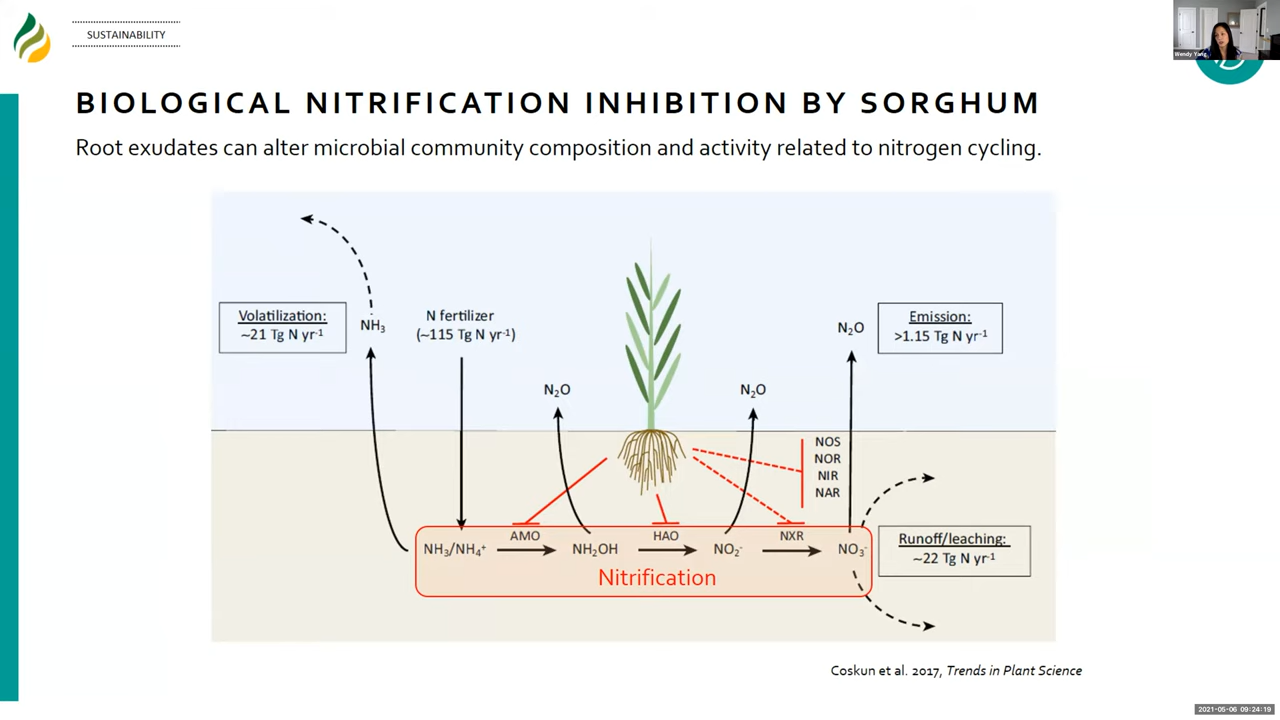 SUSTAINABILITY
Wendy Yang
BIOLOGICAL NITRIFICATION INHIBITION BY SORGHUM
Root exudates can alter microbial community composition and activity related to nitrogen cycling.
Volatilization:
~21 Tg N yr⁻¹
NH₃
N fertilizer
(~115 Tg N yr⁻¹)
N₂O
N₂O
N₂O
Emission:
>1.15 Tg N yr⁻¹
NOS
NOR
NIR
NAR
AMO
HAO
NXR
NH₃/NH₄⁺
NH₂OH
NO₂⁻
NO₃⁻
Nitrification
Runoff/leaching:
~22 Tg N yr⁻¹
Coskun et al. 2017, Trends in Plant Science
2021-05-06 09:24:19